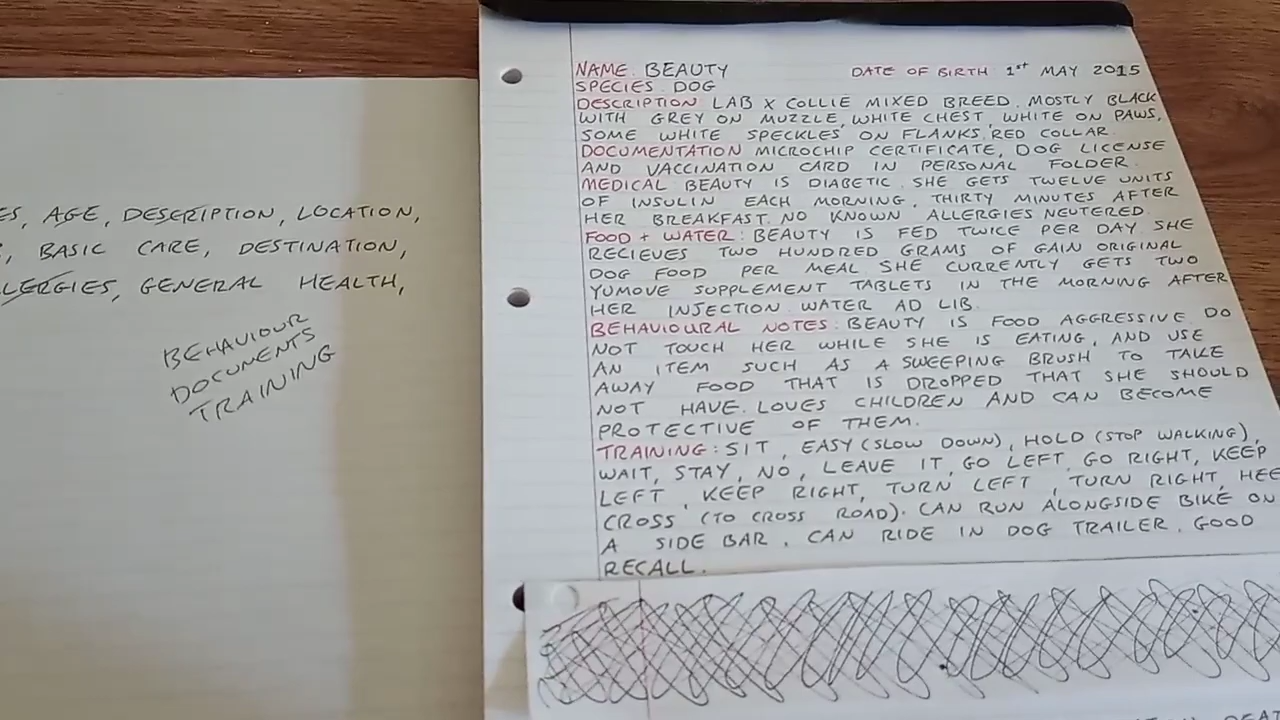 ES, AGE, DESCRIPTION, LOCATION,
, BASIC CARE, DESTINATION,
LERGIES, GENERAL HEALTH,
BEHAVIOUR
DOCUMENTS
TRAINING
NAME. BEAUTY DATE OF BIRTH 1st MAY 2015
SPECIES. DOG
DESCRIPTION LAB X COLLIE MIXED BREED. MOSTLY BLACK
WITH GREY ON MUZZLE, WHITE CHEST, WHITE ON PAWS,
SOME WHITE SPECKLES ON FLANKS. RED COLLAR.
DOCUMENTATION MICROCHIP CERTIFICATE, DOG LICENSE
AND VACCINATION CARD IN PERSONAL FOLDER.
MEDICAL BEAUTY IS DIABETIC. SHE GETS TWELVE UNITS
OF INSULIN EACH MORNING, THIRTY MINUTES AFTER
HER BREAKFAST. NO KNOWN ALLERGIES NEUTERED.
FOOD + WATER: BEAUTY IS FED TWICE PER DAY. SHE
RECIEVES TWO HUNDRED GRAMS OF GAIN ORIGINAL
DOG FOOD PER MEAL SHE CURRENTLY GETS TWO
YUMOVE SUPPLEMENT TABLETS IN THE MORNING AFTER
HER INJECTION WATER AD LIB.
BEHAVIOURAL NOTES: BEAUTY IS FOOD AGGRESSIVE DO
NOT TOUCH HER WHILE SHE IS EATING, AND USE
AN ITEM SUCH AS A SWEEPING BRUSH TO TAKE
AWAY FOOD THAT IS DROPPED THAT SHE SHOULD
NOT HAVE. LOVES CHILDREN AND CAN BECOME
PROTECTIVE OF THEM.
TRAINING: SIT, EASY (SLOW DOWN), HOLD (STOP WALKING),
WAIT, STAY, NO, LEAVE IT, GO LEFT, GO RIGHT, KEEP
LEFT, KEEP RIGHT, TURN LEFT, TURN RIGHT, HEE
CROSS (TO CROSS ROAD). CAN RUN ALONGSIDE BIKE ON
A SIDE BAR. CAN RIDE IN DOG TRAILER. GOOD
RECALL.